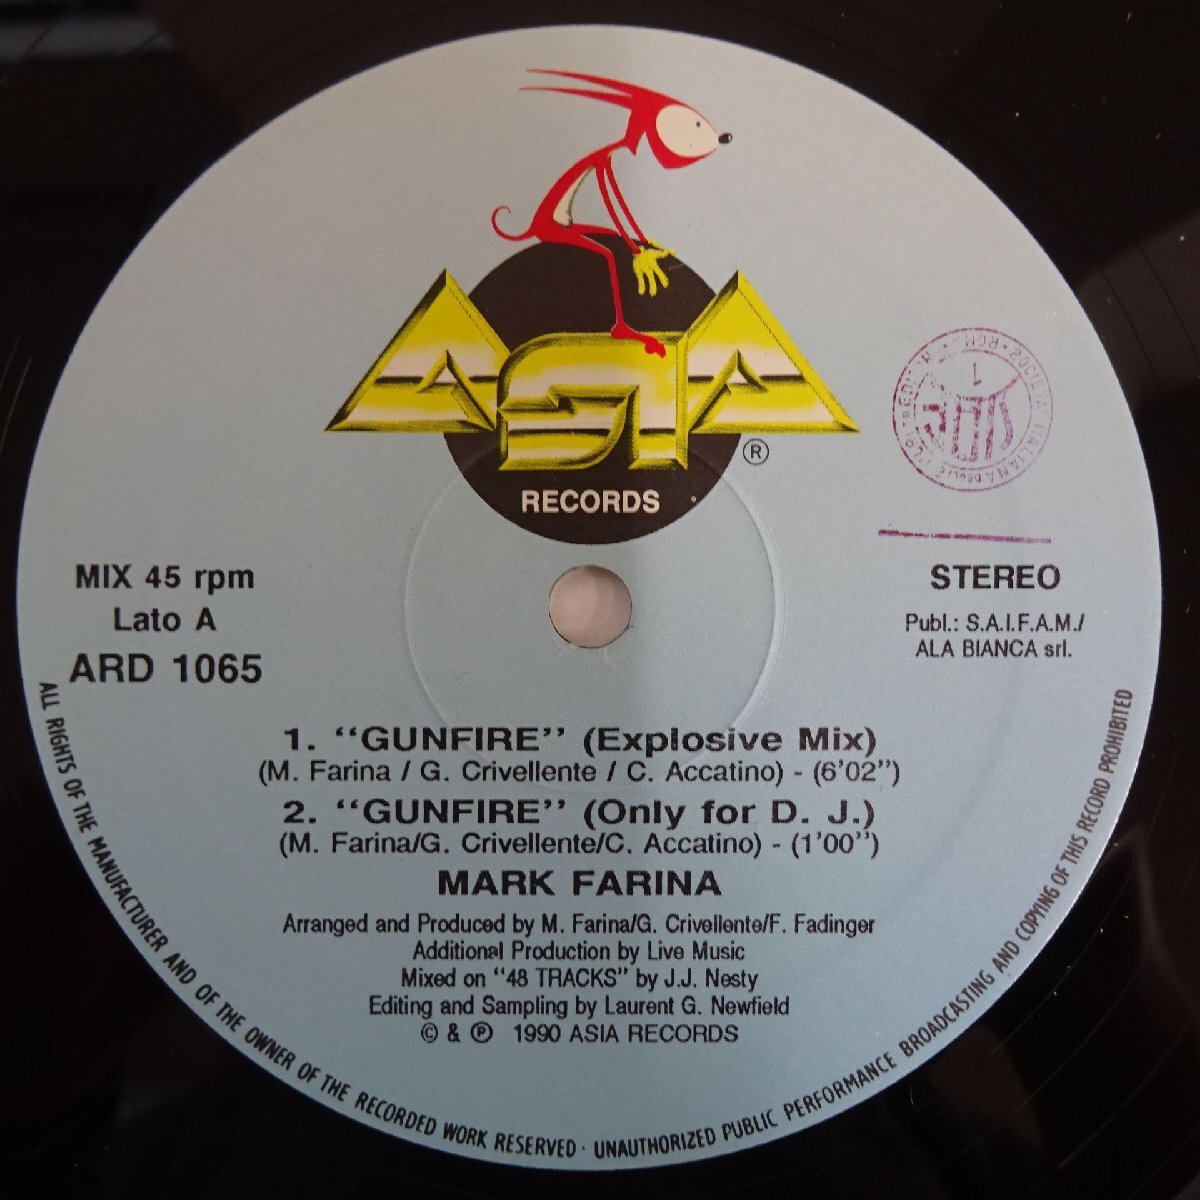 ASIA
®
RECORDS
MIX 45 rpm
Lato A
ARD 1065
STEREO
Publ.: S.A.I.F.A.M./
ALA BIANCA srl.
1. “GUNFIRE” (Explosive Mix)
(M. Farina / G. Crivellente / C. Accatino) - (6’02”)
2. “GUNFIRE” (Only for D. J.)
(M. Farina/G. Crivellente/C. Accatino) - (1’00”)
MARK FARINA
Arranged and Produced by M. Farina/G. Crivellente/F. Fadinger
Additional Production by Live Music
Mixed on “48 TRACKS” by J.J. Nesty
Editing and Sampling by Laurent G. Newfield
© & ℗ 1990 ASIA RECORDS
ALL RIGHTS OF THE MANUFACTURER AND OF THE OWNER OF THE RECORDED WORK RESERVED · UNAUTHORIZED PUBLIC PERFORMANCE BROADCASTING AND COPYING OF THIS RECORD PROHIBITED
SOCIETA ITALIANA DEGLI